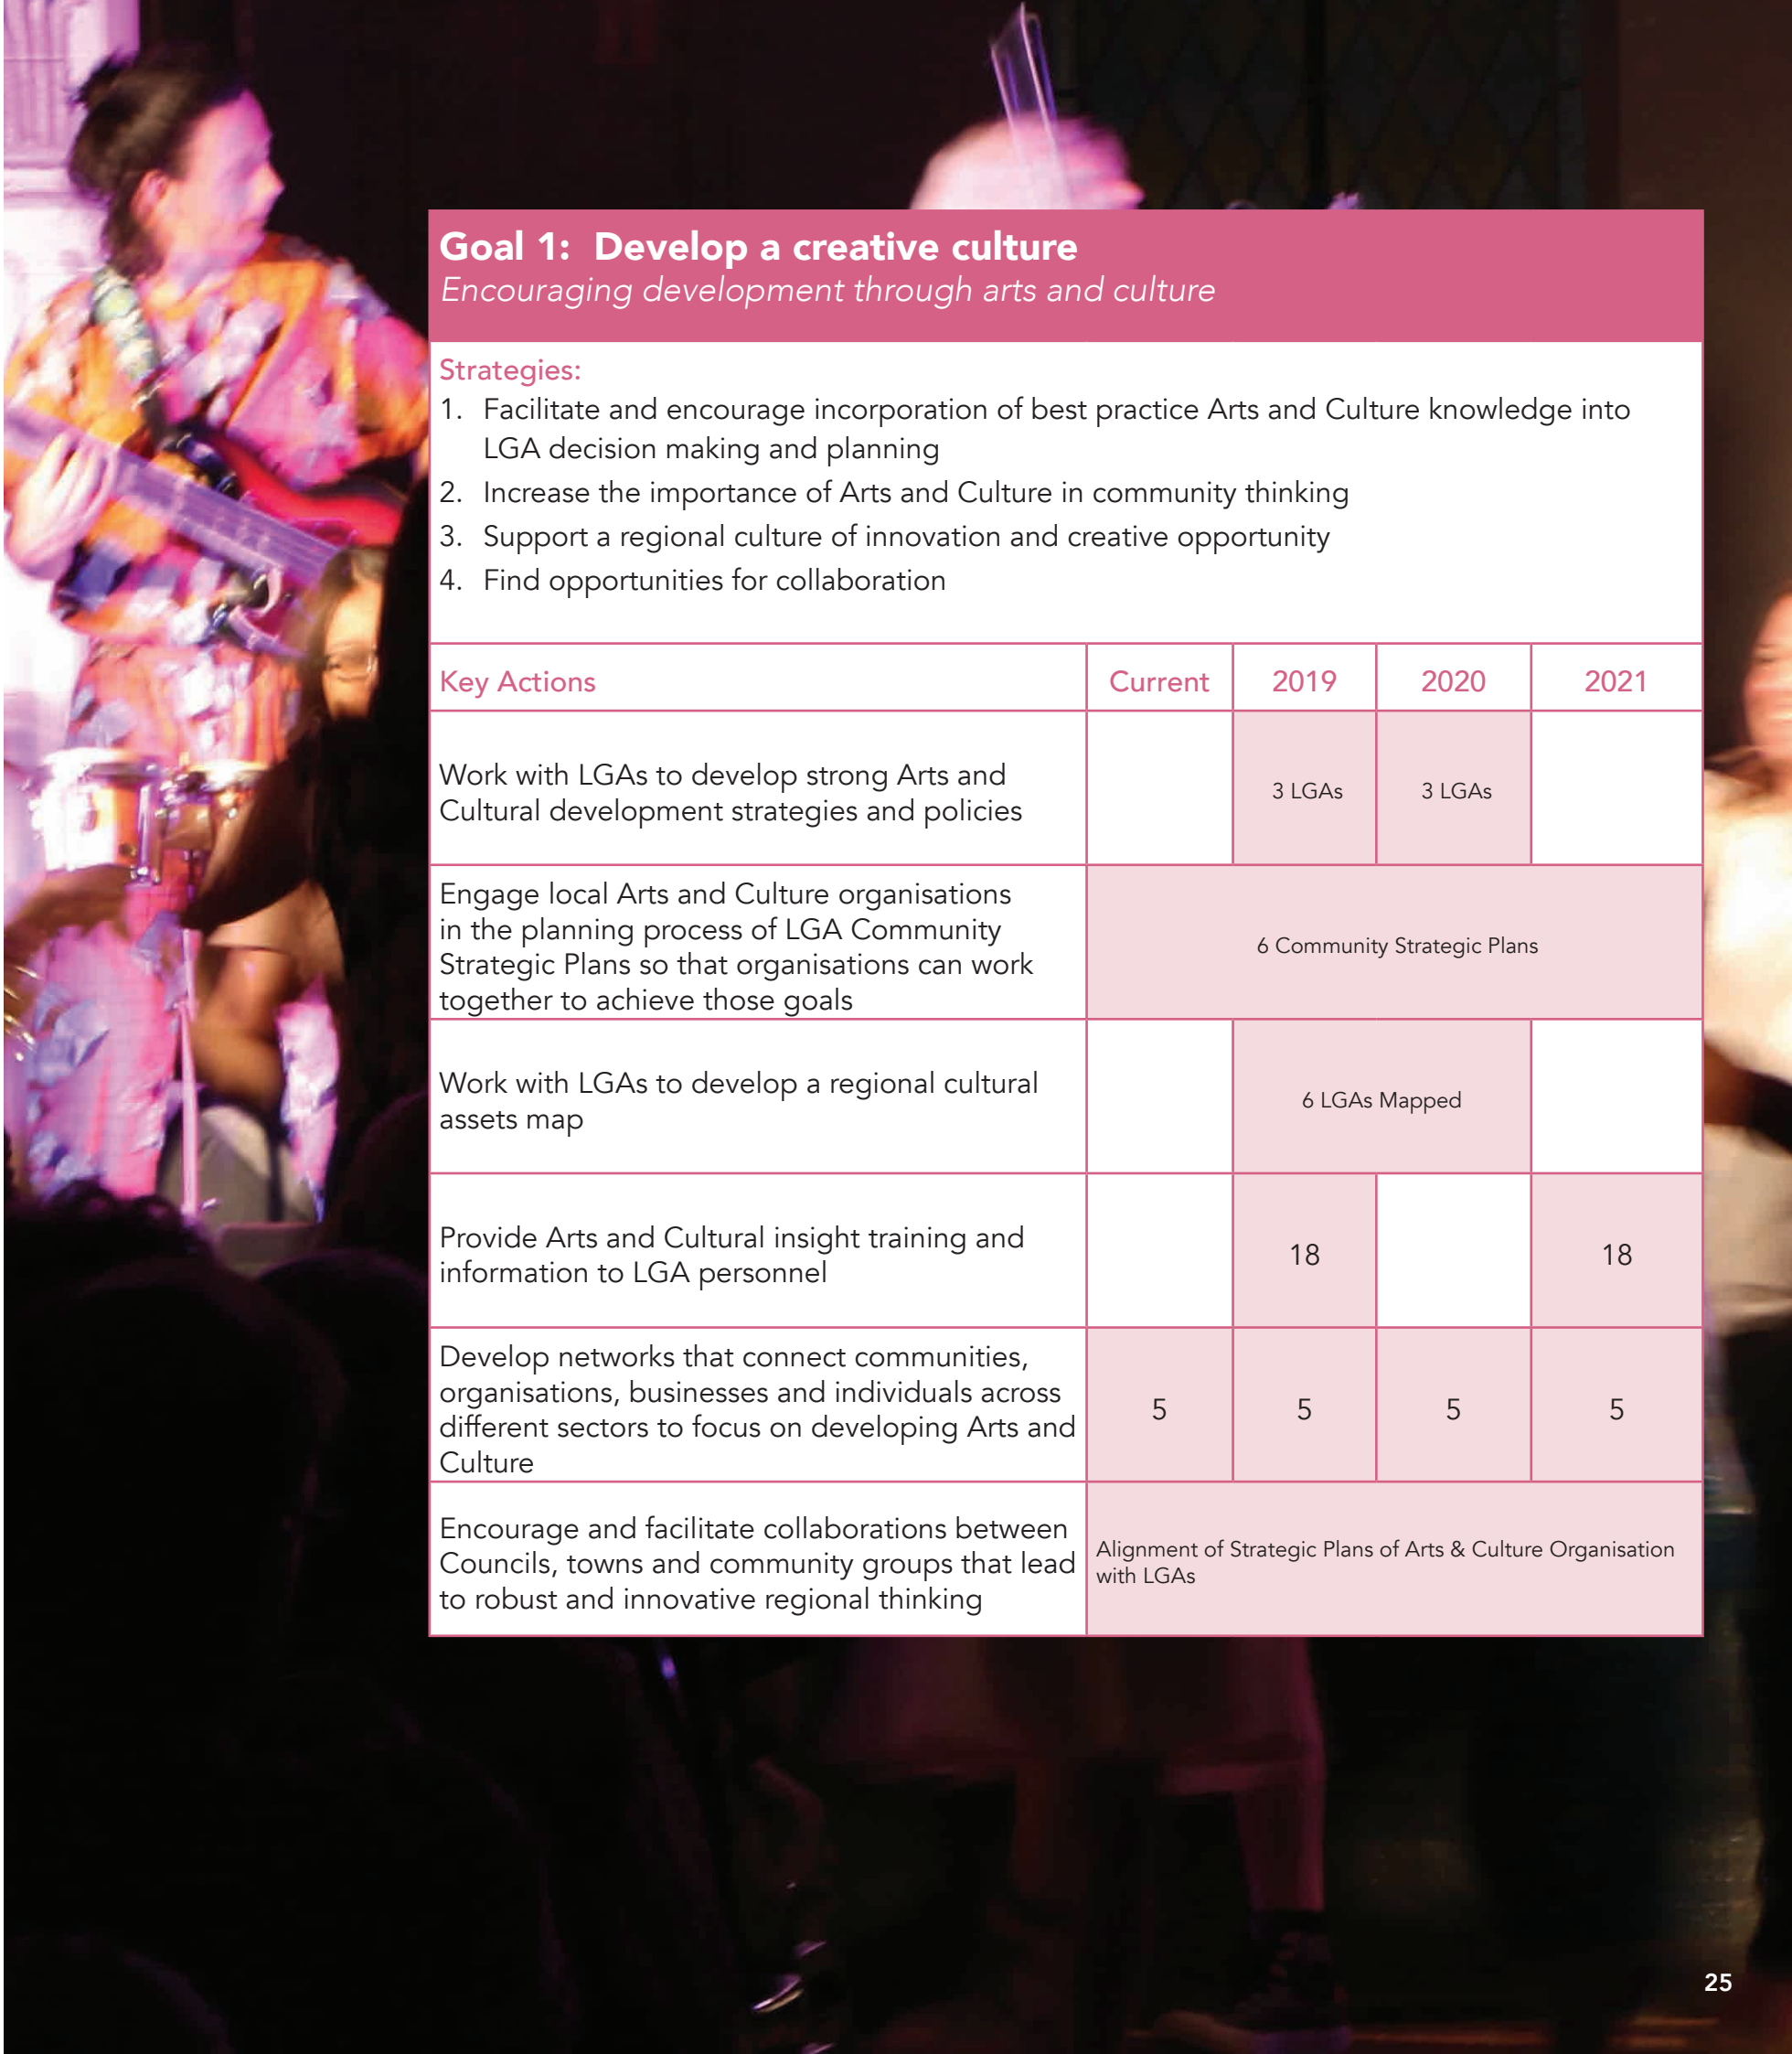 Goal 1:  Develop a creative culture
Encouraging development through arts and culture
Strategies:
1. Facilitate and encourage incorporation of best practice Arts and Culture knowledge into
LGA decision making and planning
2. Increase the importance of Arts and Culture in community thinking
3. Support a regional culture of innovation and creative opportunity
4. Find opportunities for collaboration
Key Actions Current 2019 2020 2021
Work with LGAs to develop strong Arts and
Cultural development strategies and policies
3 LGAs 3 LGAs
Engage local Arts and Culture organisations
in the planning process of LGA Community
Strategic Plans so that organisations can work
together to achieve those goals
6 Community Strategic Plans
Work with LGAs to develop a regional cultural
assets map
6 LGAs Mapped
Provide Arts and Cultural insight training and
information to LGA personnel
18 18
Develop networks that connect communities,
organisations, businesses and individuals across
different sectors to focus on developing Arts and
Culture
5 5 5 5
Encourage and facilitate collaborations between
Councils, towns and community groups that lead
to robust and innovative regional thinking
Alignment of Strategic Plans of Arts & Culture Organisation
with LGAs
25